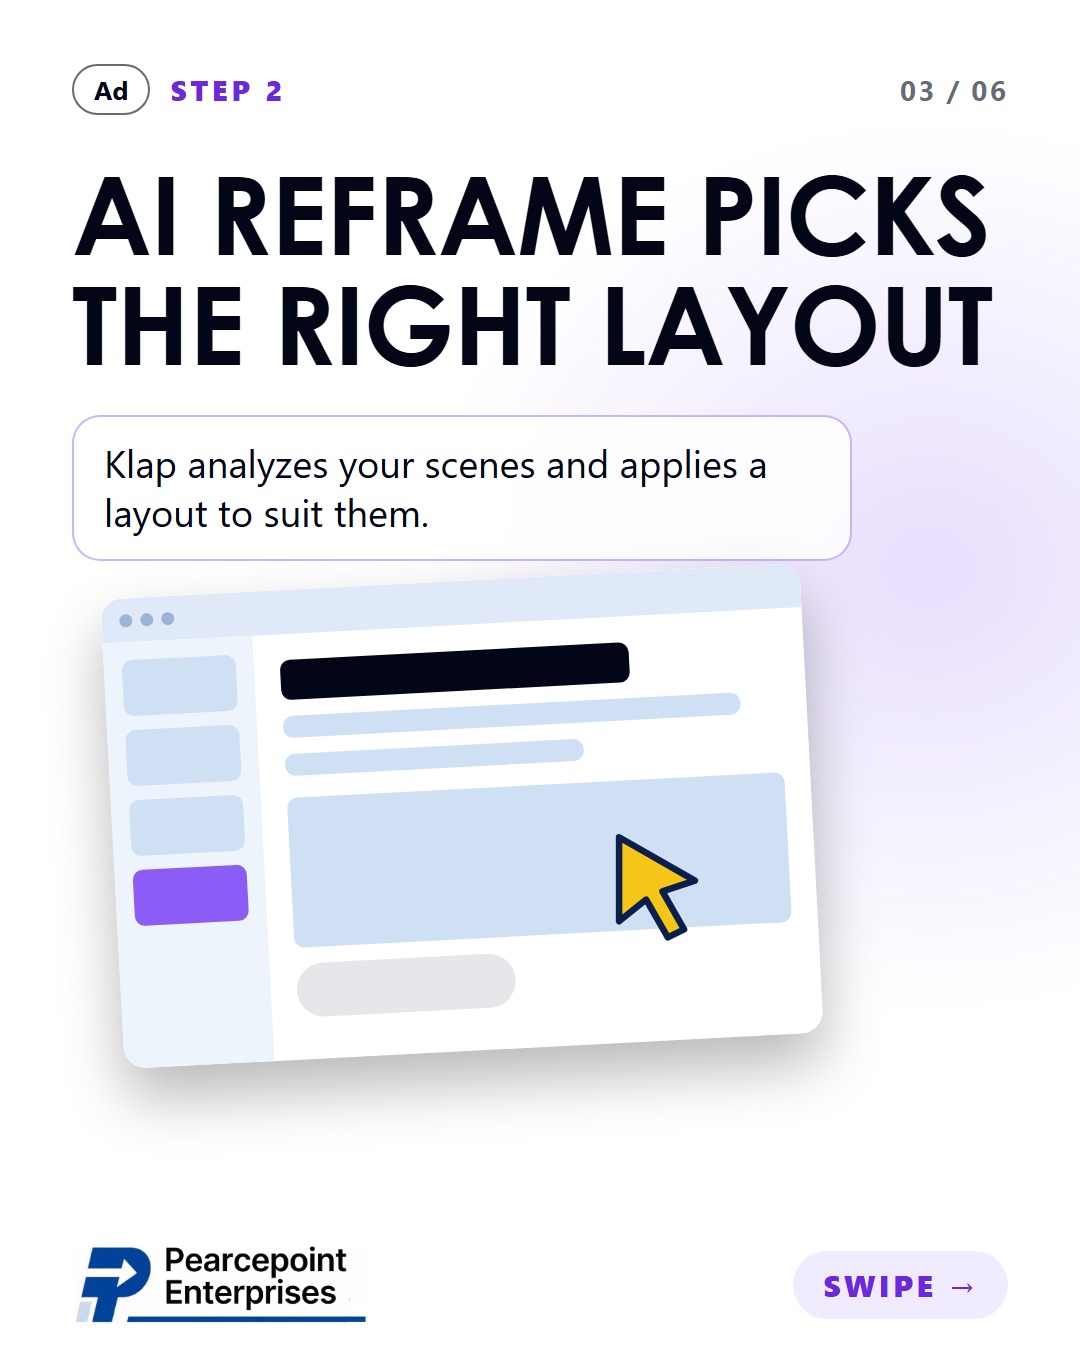 Ad STEP 2 03 / 06
AI REFRAME PICKS
THE RIGHT LAYOUT
Klap analyzes your scenes and applies a
layout to suit them.
Pearcepoint
Enterprises
SWIPE →